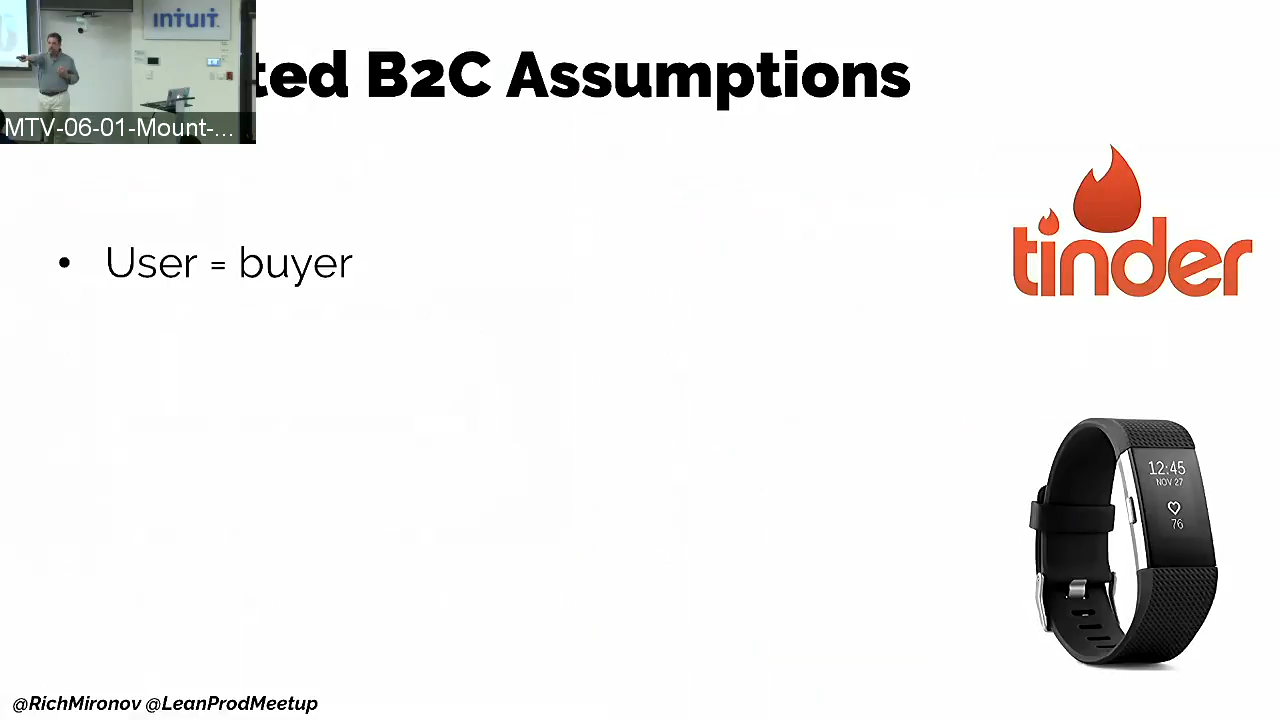 intuit.
MTV-06-01-Mount-...
ted B2C Assumptions
• User = buyer
tinder
12:45
NOV 27
76
@RichMironov @LeanProdMeetup